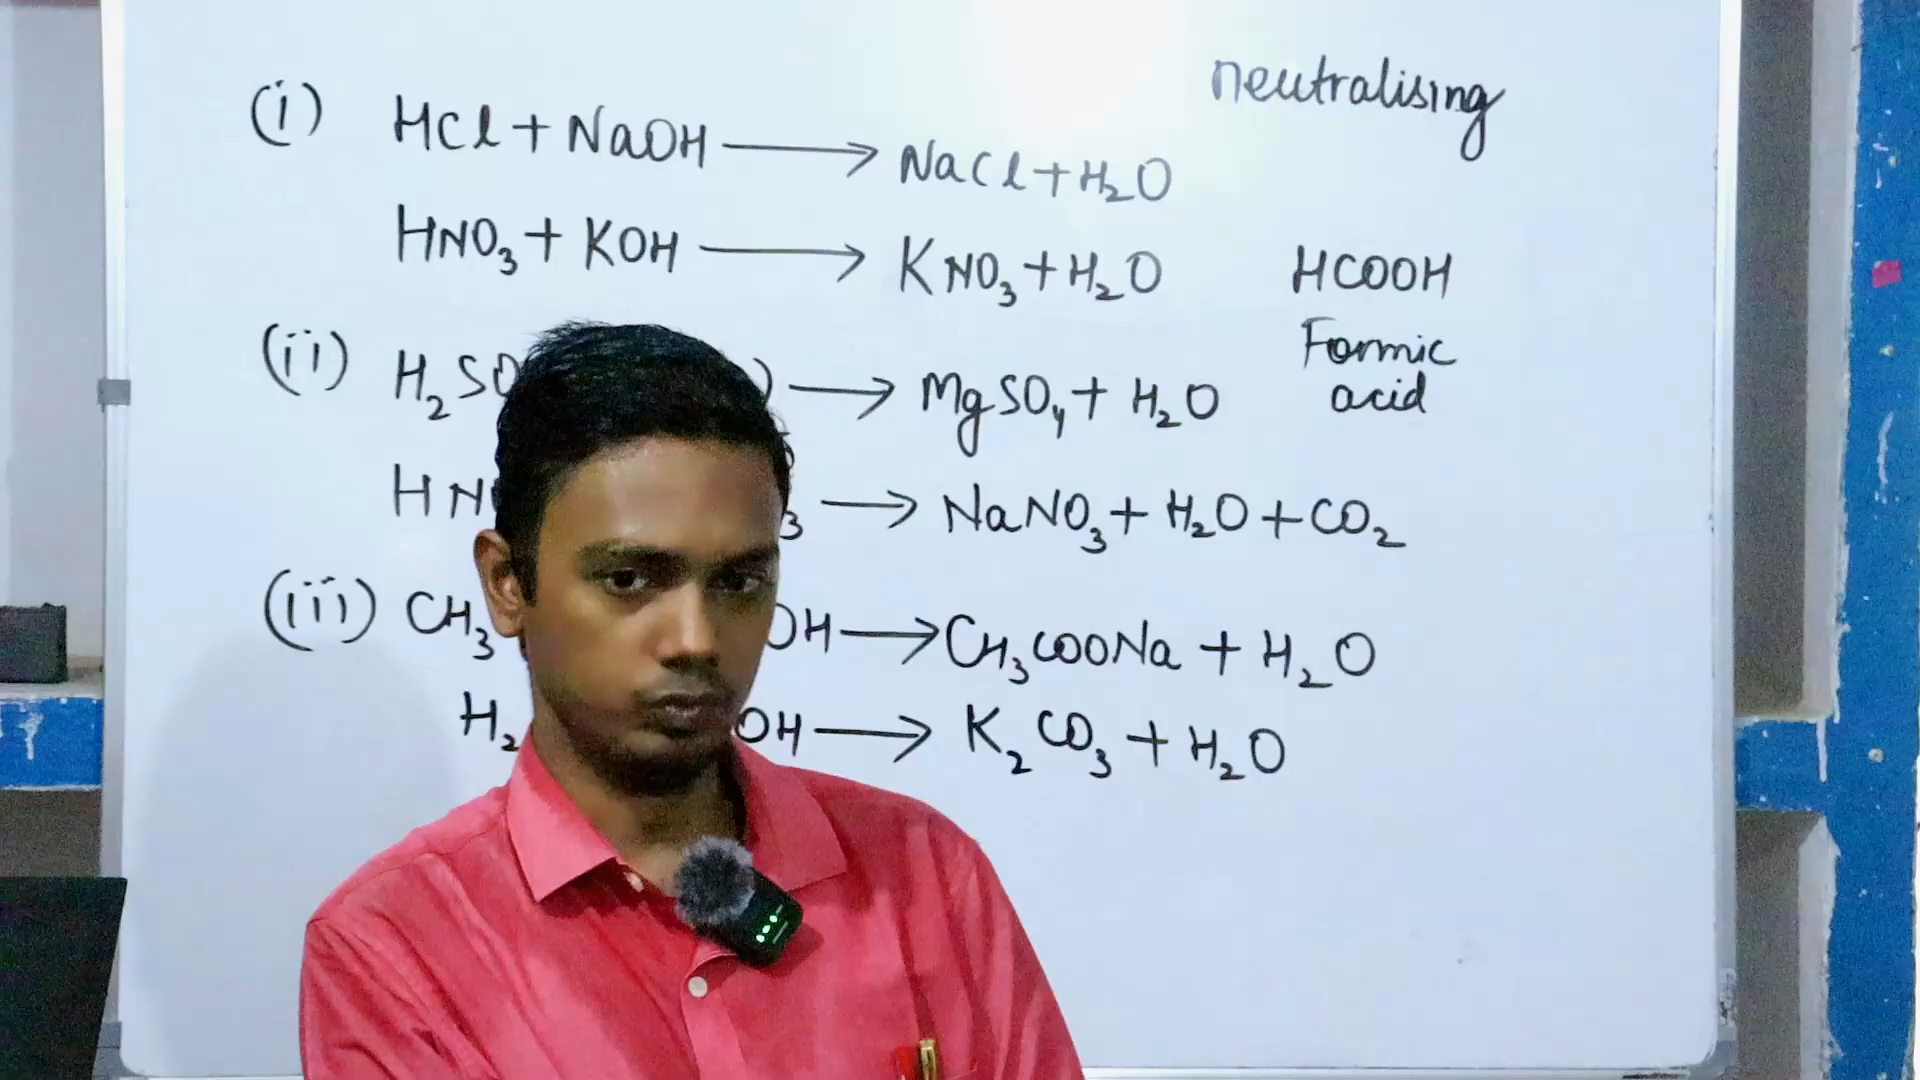 neutralising
(i) HCl + NaOH ⟶ NaCl + H₂O
HNO₃ + KOH ⟶ KNO₃ + H₂O
HCOOH
Formic
acid
(ii) H₂SO ) ⟶ MgSO₄ + H₂O
HN ₃ ⟶ NaNO₃ + H₂O + CO₂
(iii) CH₃ OH ⟶ CH₃COONa + H₂O
H₂ OH ⟶ K₂CO₃ + H₂O